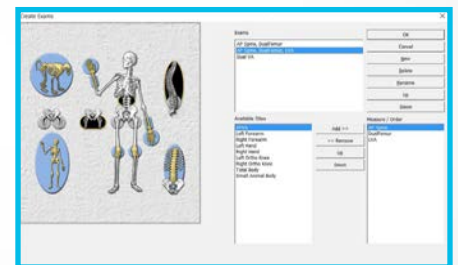 Create Exams
Exams
AP Spine, DualFemur
AP Spine, DualFemur, LVA
Dual VA
OK
Cancel
New
Delete
Rename
Up
Down
Available Sites
Left Forearm
Right Forearm
Left Hand
Right Hand
Left Ortho Knee
Right Ortho Knee
Total Body
Small Animal Body
Add >>
<< Remove
Up
Down
Measure / Order
AP Spine
DualFemur
LVA